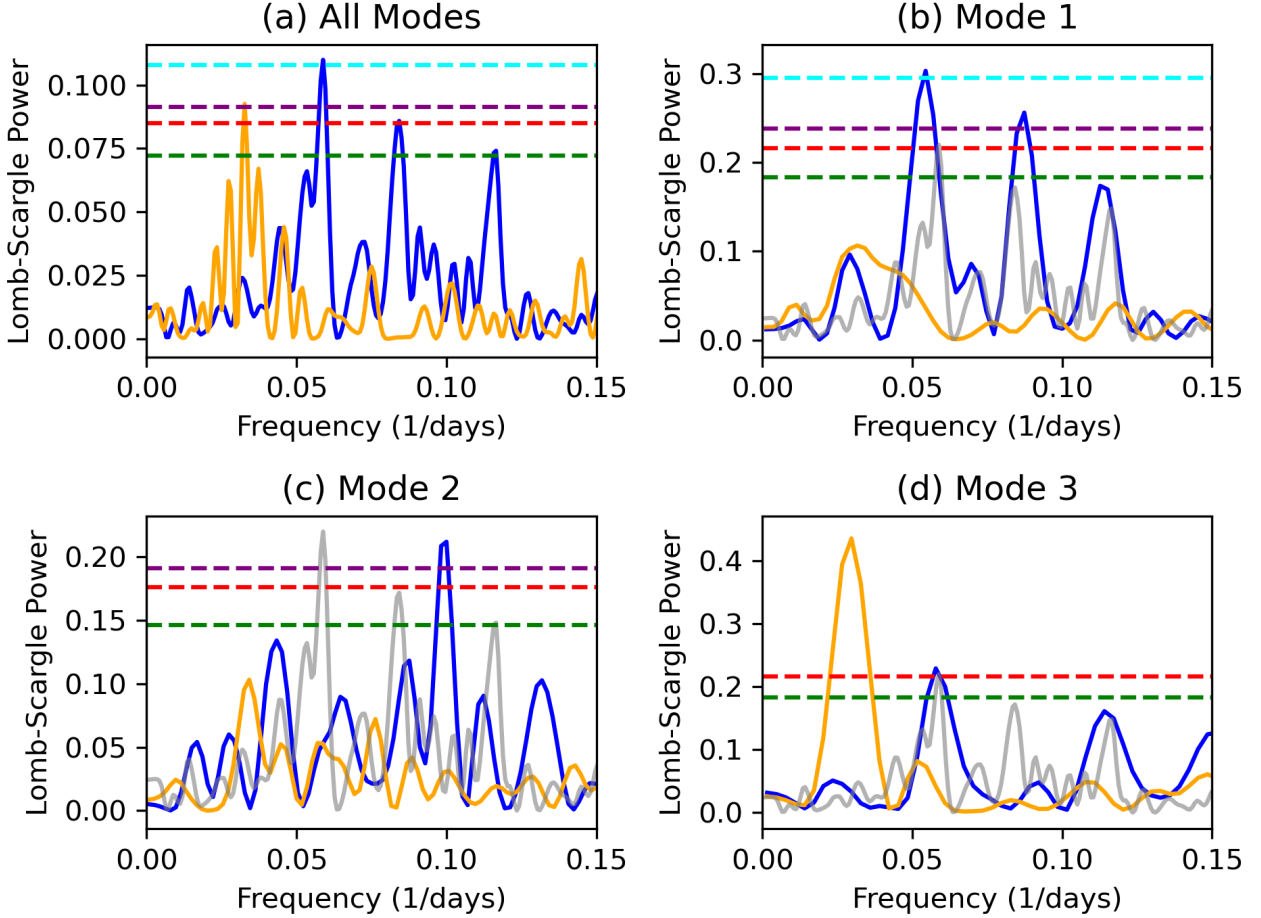 (a) All Modes
Lomb-Scargle Power
0.100
0.075
0.050
0.025
0.000
0.00 0.05 0.10 0.15
Frequency (1/days)
(b) Mode 1
Lomb-Scargle Power
0.3
0.2
0.1
0.0
0.00 0.05 0.10 0.15
Frequency (1/days)
(c) Mode 2
Lomb-Scargle Power
0.20
0.15
0.10
0.05
0.00
0.00 0.05 0.10 0.15
Frequency (1/days)
(d) Mode 3
Lomb-Scargle Power
0.4
0.3
0.2
0.1
0.0
0.00 0.05 0.10 0.15
Frequency (1/days)